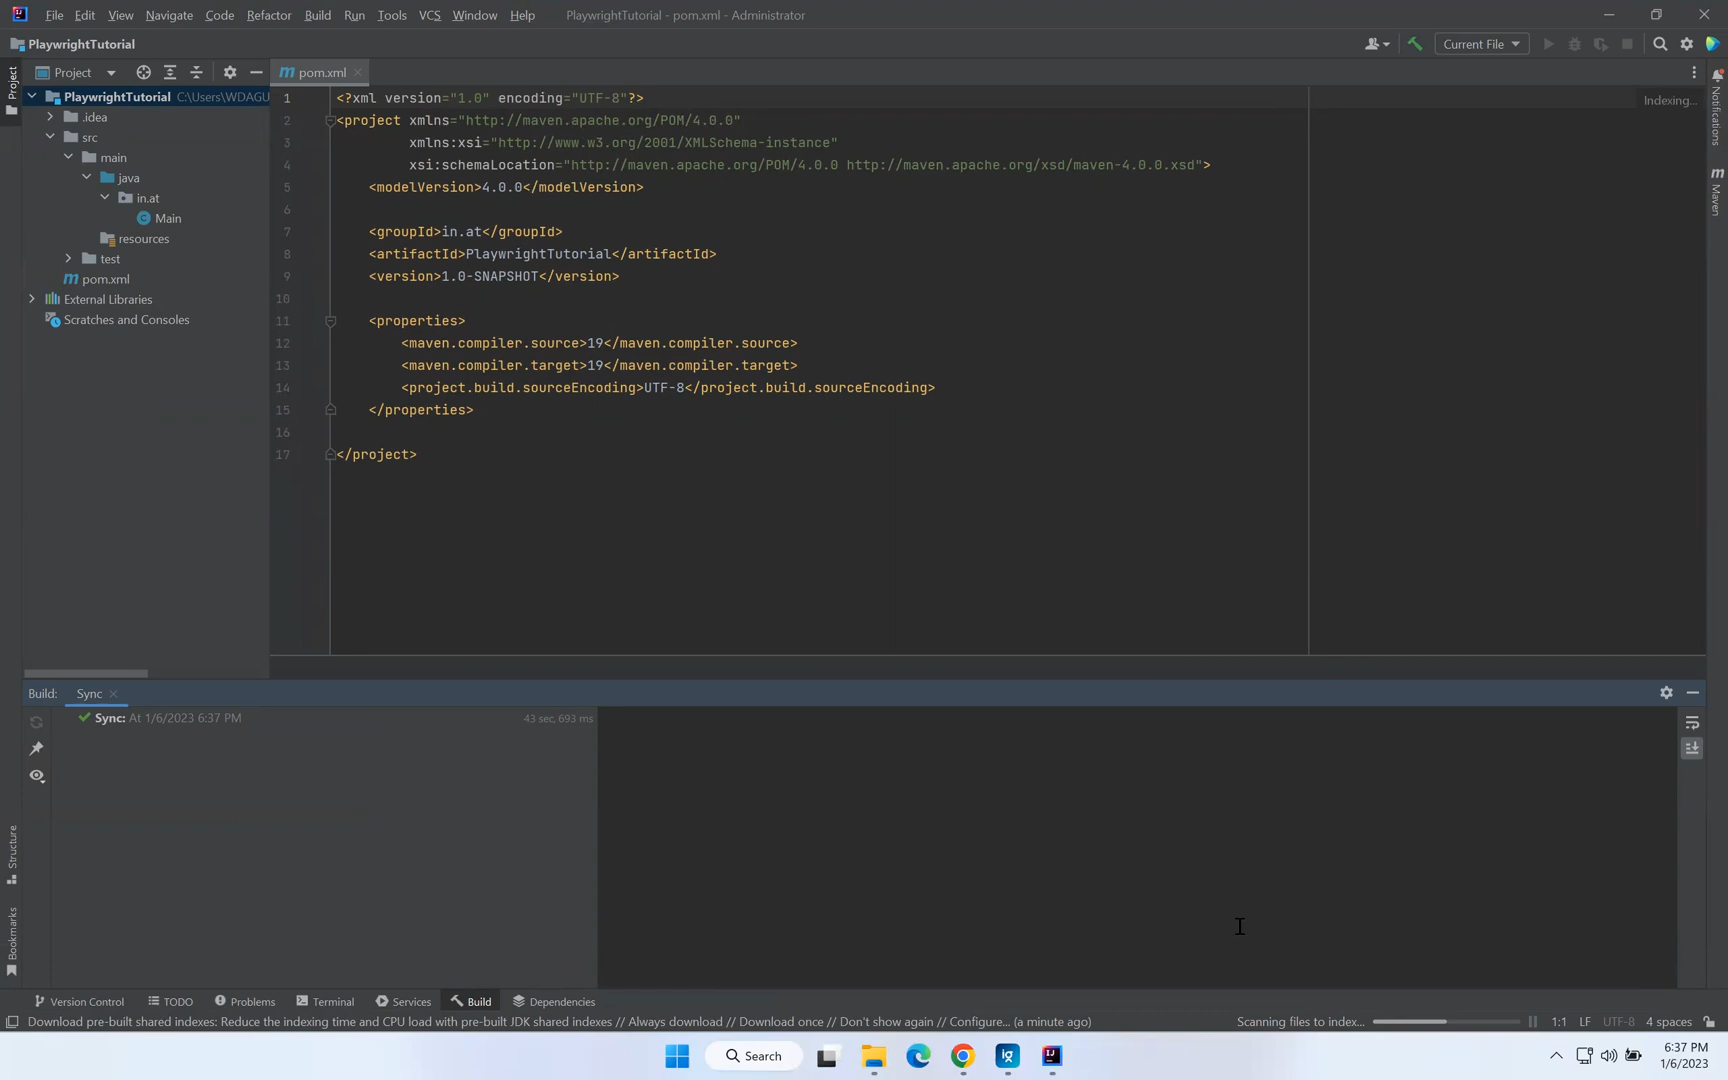 File Edit View Navigate Code Refactor Build Run Tools VCS Window Help PlaywrightTutorial - pom.xml - Administrator
PlaywrightTutorial
Current File
Project
pom.xml
Project
PlaywrightTutorial C:\Users\WDAGU
.idea
src
main
java
in.at
Main
resources
test
pom.xml
External Libraries
Scratches and Consoles
1 <?xml version="1.0" encoding="UTF-8"?>
2 <project xmlns="http://maven.apache.org/POM/4.0.0"
3 xmlns:xsi="http://www.w3.org/2001/XMLSchema-instance"
4 xsi:schemaLocation="http://maven.apache.org/POM/4.0.0 http://maven.apache.org/xsd/maven-4.0.0.xsd">
5 <modelVersion>4.0.0</modelVersion>
6
7 <groupId>in.at</groupId>
8 <artifactId>PlaywrightTutorial</artifactId>
9 <version>1.0-SNAPSHOT</version>
10
11 <properties>
12 <maven.compiler.source>19</maven.compiler.source>
13 <maven.compiler.target>19</maven.compiler.target>
14 <project.build.sourceEncoding>UTF-8</project.build.sourceEncoding>
15 </properties>
16
17 </project>
Indexing...
Notifications
Maven
Build: Sync
Sync: At 1/6/2023 6:37 PM 43 sec, 693 ms
Structure
Bookmarks
Version Control TODO Problems Terminal Services Build Dependencies
Download pre-built shared indexes: Reduce the indexing time and CPU load with pre-built JDK shared indexes // Always download // Download once // Don't show again // Configure... (a minute ago) Scanning files to index... 1:1 LF UTF-8 4 spaces
Search
6:37 PM
1/6/2023